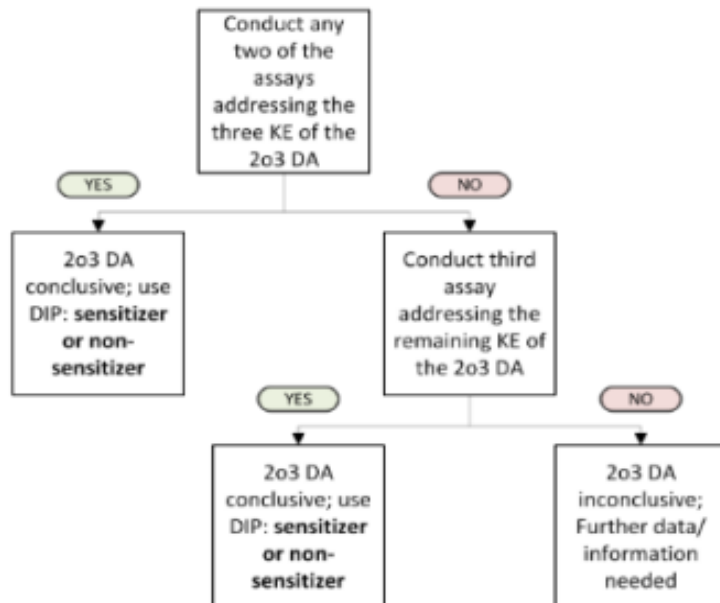 Conduct any
two of the
assays
addressing the
three KE of the
2o3 DA
YES
NO
2o3 DA
conclusive; use
DIP: sensitizer
or non-
sensitizer
Conduct third
assay
addressing the
remaining KE of
the 2o3 DA
YES
NO
2o3 DA
conclusive; use
DIP: sensitizer
or non-
sensitizer
2o3 DA
inconclusive;
Further data/
information
needed